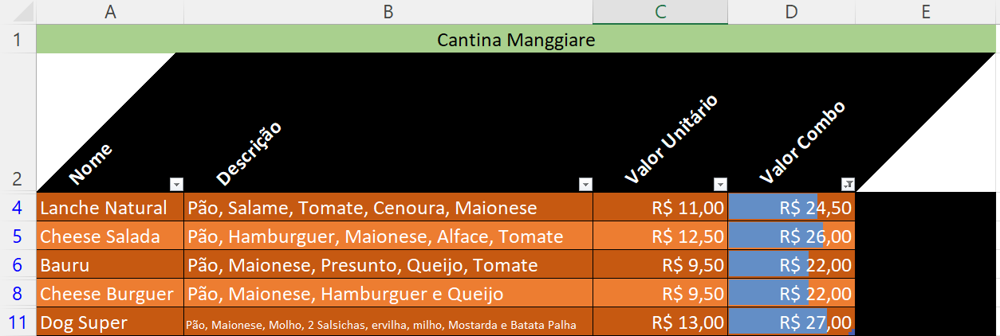 A B C D E
1 Cantina Manggiare
2 Nome Descrição Valor Unitário Valor Combo
4 Lanche Natural Pão, Salame, Tomate, Cenoura, Maionese R$ 11,00 R$ 24,50
5 Cheese Salada Pão, Hamburguer, Maionese, Alface, Tomate R$ 12,50 R$ 26,00
6 Bauru Pão, Maionese, Presunto, Queijo, Tomate R$ 9,50 R$ 22,00
8 Cheese Burguer Pão, Maionese, Hamburguer e Queijo R$ 9,50 R$ 22,00
11 Dog Super Pão, Maionese, Molho, 2 Salsichas, ervilha, milho, Mostarda e Batata Palha R$ 13,00 R$ 27,00